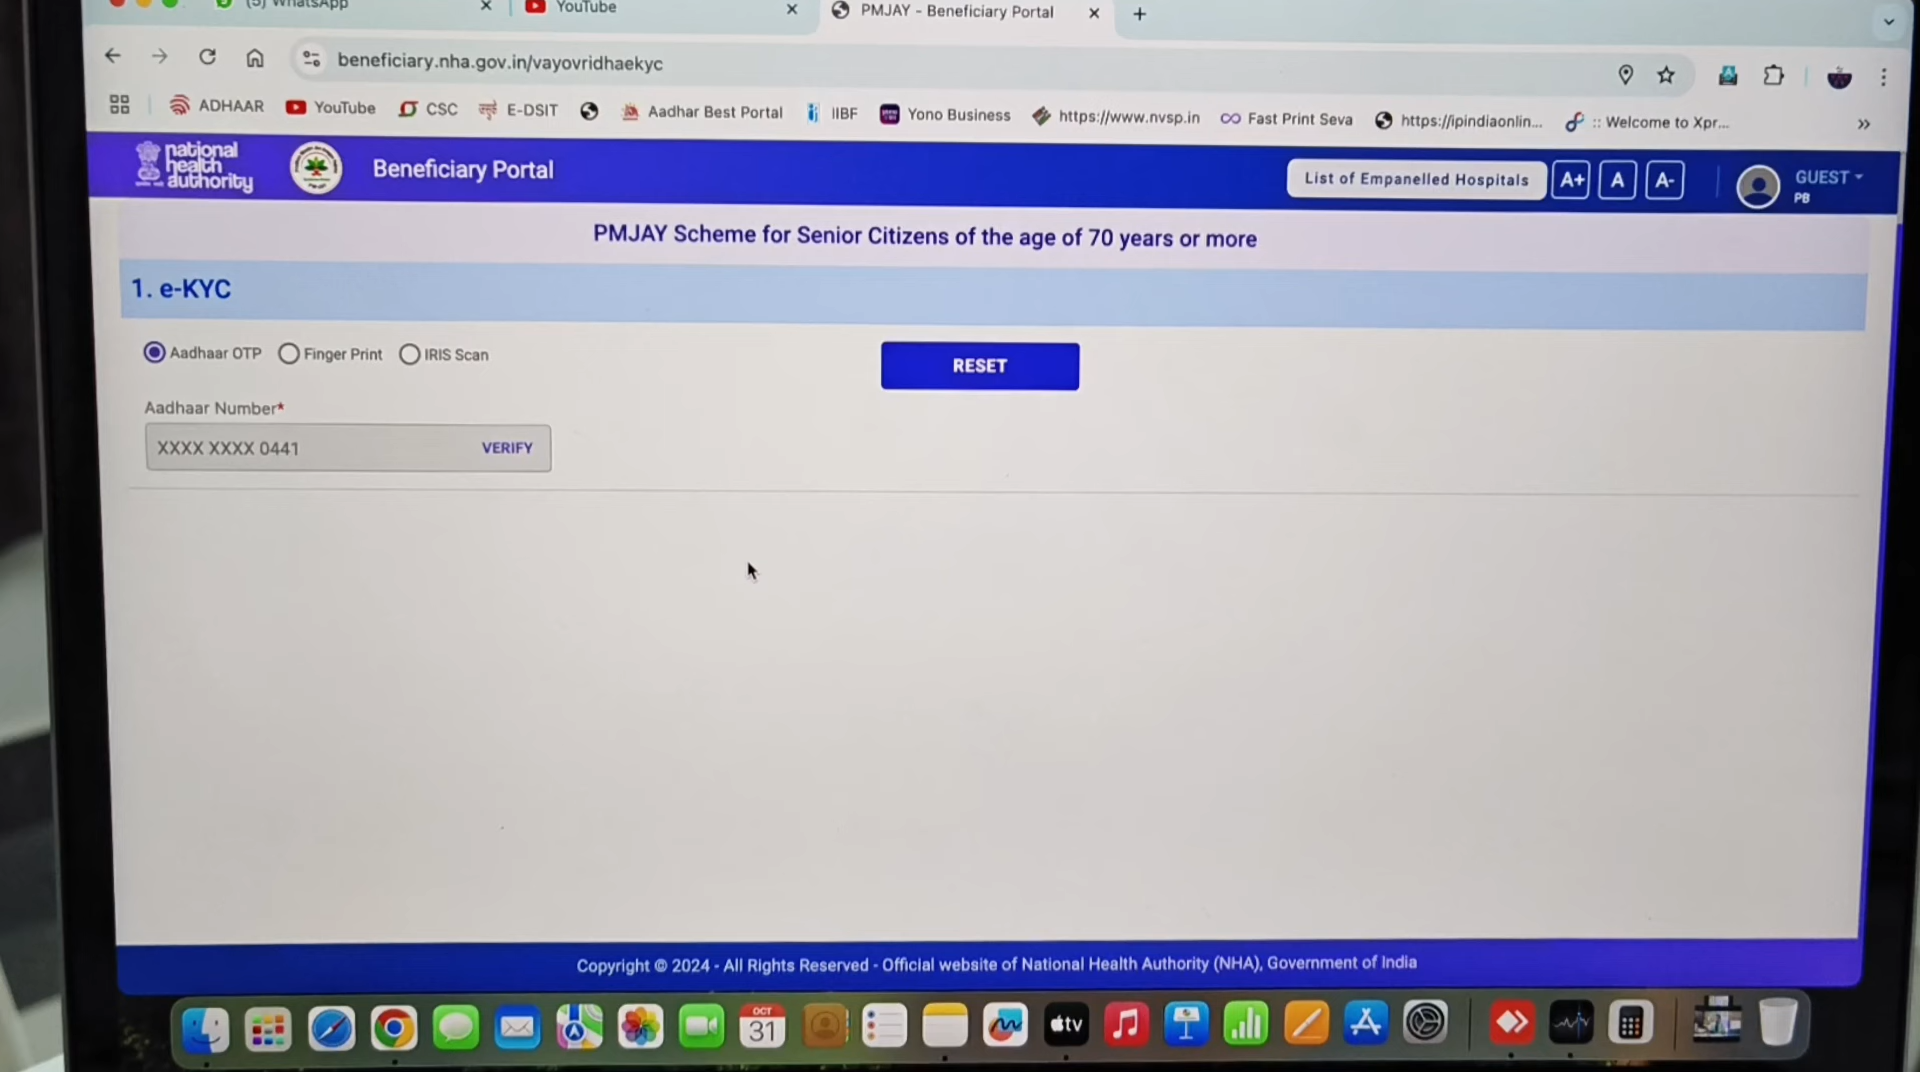 (5) WhatsApp
YouTube
PMJAY - Beneficiary Portal
beneficiary.nha.gov.in/vayovridhaekyc
ADHAAR YouTube CSC E-DSIT Aadhar Best Portal IIBF Yono Business https://www.nvsp.in Fast Print Seva https://ipindiaonlin... :: Welcome to Xpr... »
national
health
authority
Beneficiary Portal
List of Empanelled Hospitals A+ A A-
GUEST
PB
PMJAY Scheme for Senior Citizens of the age of 70 years or more
1. e-KYC
Aadhaar OTP Finger Print IRIS Scan
RESET
Aadhaar Number*
XXXX XXXX 0441 VERIFY
Copyright © 2024 - All Rights Reserved - Official website of National Health Authority (NHA), Government of India
OCT
31
tv